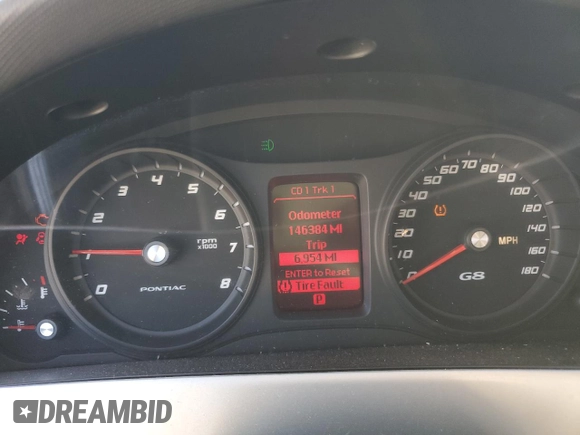 CD 1 Trk 1
Odometer
146384 MI
Trip
6,954 MI
ENTER to Reset
Tire Fault
P
0 1 2 3 4 5 6 7 8
rpm
x1000
PONTIAC
0 20 30 40 50 60 70 80 100 120 140 160 180
MPH
G8
DREAMBID